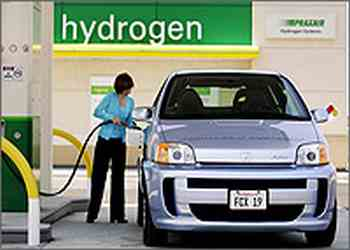 hydrogen
PRAXAIR
Hydrogen Systems
FCX 19